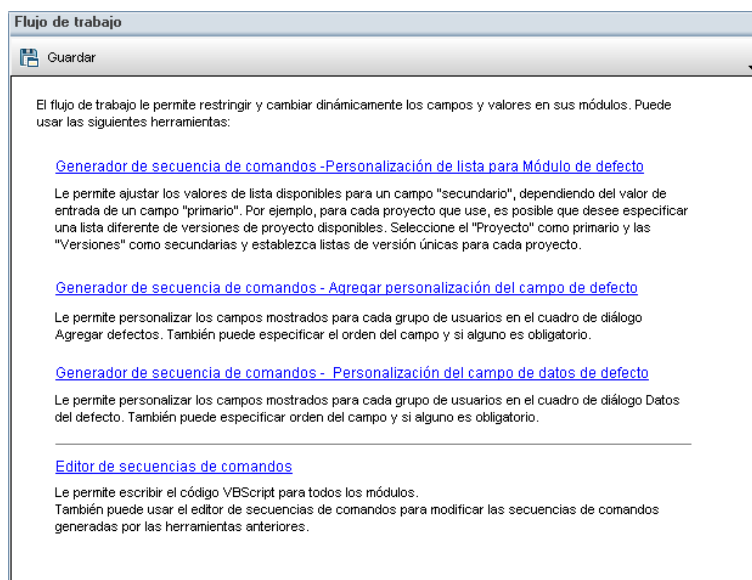 Flujo de trabajo
Guardar
El flujo de trabajo le permite restringir y cambiar dinámicamente los campos y valores en sus módulos. Puede
usar las siguientes herramientas:
Generador de secuencia de comandos -Personalización de lista para Módulo de defecto
Le permite ajustar los valores de lista disponibles para un campo "secundario", dependiendo del valor de
entrada de un campo "primario". Por ejemplo, para cada proyecto que use, es posible que desee especificar
una lista diferente de versiones de proyecto disponibles. Seleccione el "Proyecto" como primario y las
"Versiones" como secundarias y establezca listas de versión únicas para cada proyecto.
Generador de secuencia de comandos - Agregar personalización del campo de defecto
Le permite personalizar los campos mostrados para cada grupo de usuarios en el cuadro de diálogo
Agregar defectos. También puede especificar el orden del campo y si alguno es obligatorio.
Generador de secuencia de comandos - Personalización del campo de datos de defecto
Le permite personalizar los campos mostrados para cada grupo de usuarios en el cuadro de diálogo Datos
del defecto. También puede especificar orden del campo y si alguno es obligatorio.
Editor de secuencias de comandos
Le permite escribir el código VBScript para todos los módulos.
También puede usar el editor de secuencias de comandos para modificar las secuencias de comandos
generadas por las herramientas anteriores.